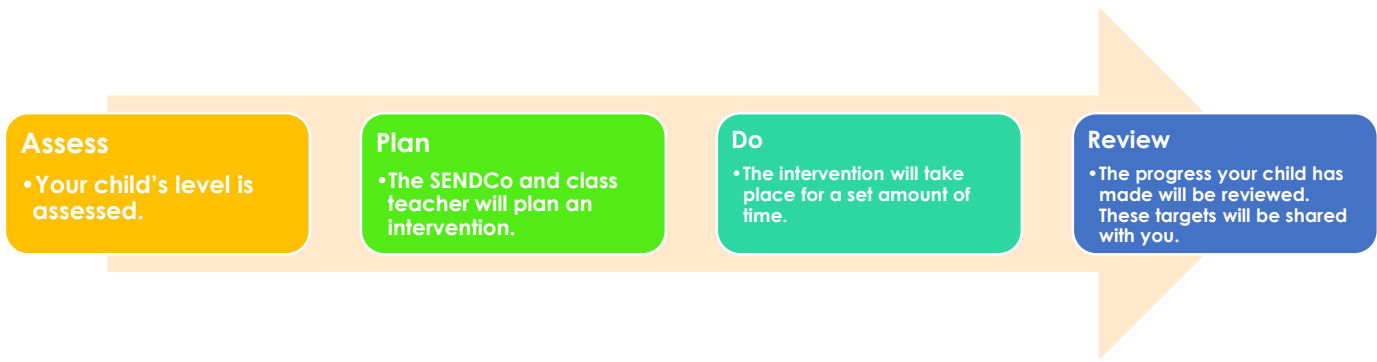 Assess
•Your child's level is
assessed.
Plan
•The SENDCo and class
teacher will plan an
intervention.
Do
•The intervention will take
place for a set amount of
time.
Review
•The progress your child has
made will be reviewed.
These targets will be shared
with you.